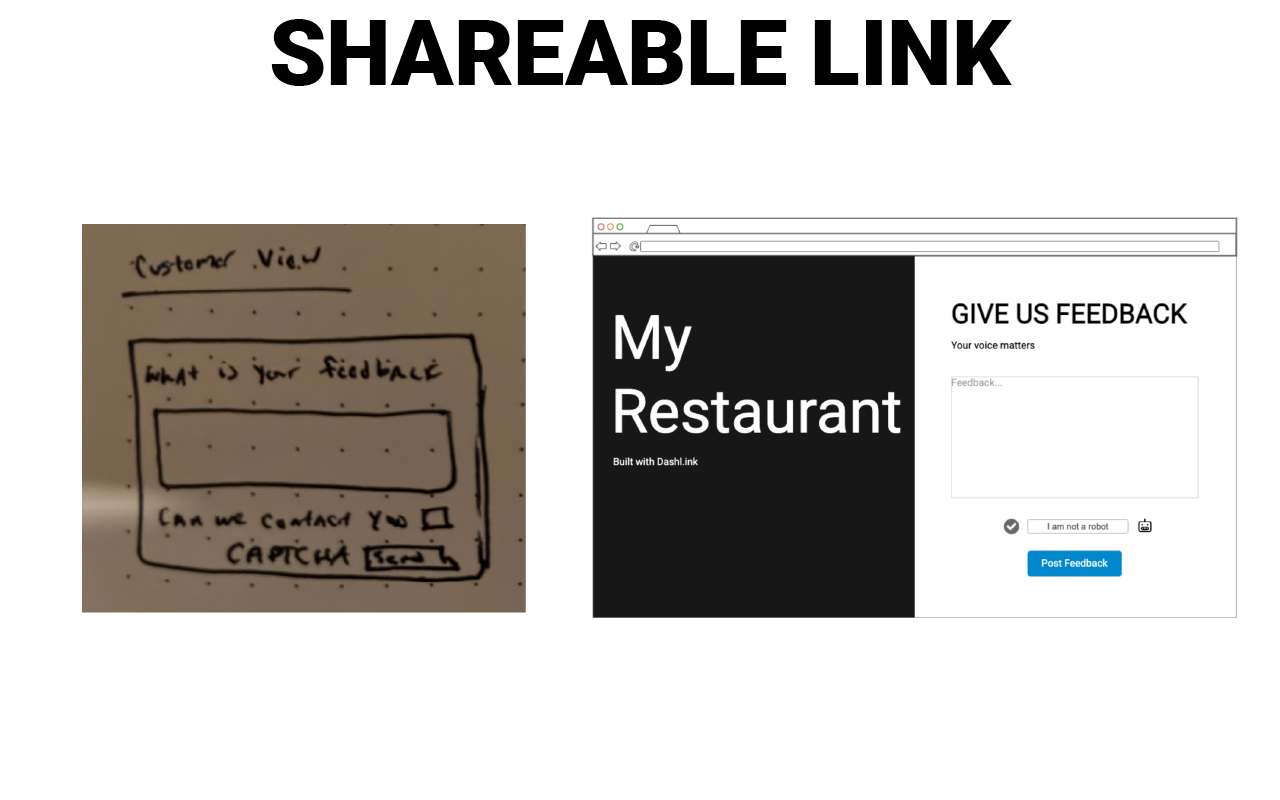 SHAREABLE LINK
Customer View
What is your feedback
Can we contact you
CAPTCHA Send
My
Restaurant
Built with Dashl.ink
GIVE US FEEDBACK
Your voice matters
Feedback...
I am not a robot
Post Feedback